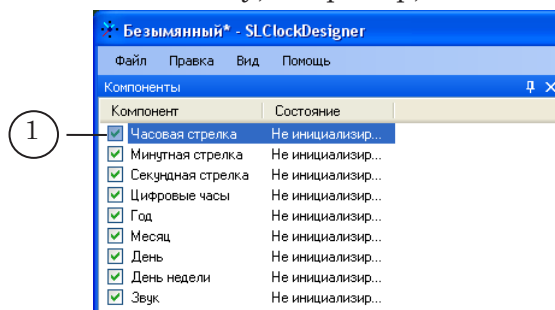 Безымянный* - SLClockDesigner
Файл Правка Вид Помощь
Компоненты
Компонент Состояние
1
Часовая стрелка Не инициализир...
Минутная стрелка Не инициализир...
Секундная стрелка Не инициализир...
Цифровые часы Не инициализир...
Год Не инициализир...
Месяц Не инициализир...
День Не инициализир...
День недели Не инициализир...
Звук Не инициализир...